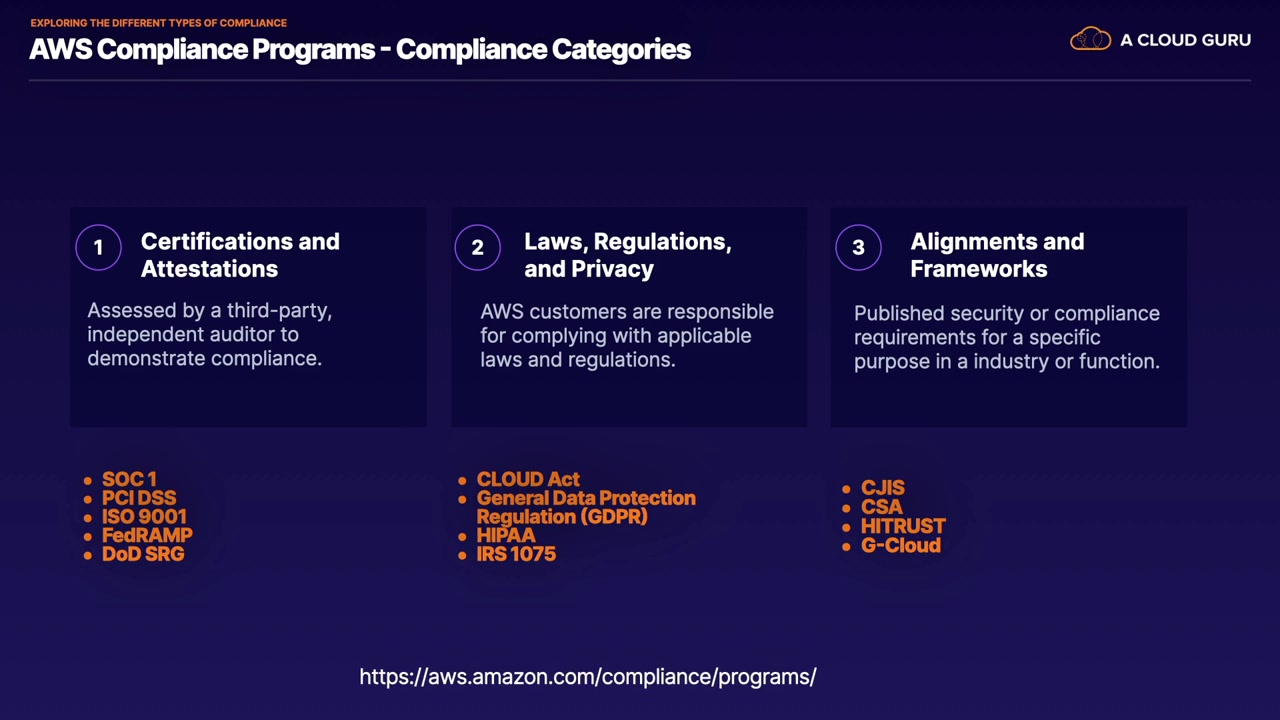 EXPLORING THE DIFFERENT TYPES OF COMPLIANCE
AWS Compliance Programs - Compliance Categories
A CLOUD GURU
1
Certifications and
Attestations
Assessed by a third-party,
independent auditor to
demonstrate compliance.
• SOC 1
• PCI DSS
• ISO 9001
• FedRAMP
• DoD SRG
2
Laws, Regulations,
and Privacy
AWS customers are responsible
for complying with applicable
laws and regulations.
• CLOUD Act
• General Data Protection
Regulation (GDPR)
• HIPAA
• IRS 1075
3
Alignments and
Frameworks
Published security or compliance
requirements for a specific
purpose in a industry or function.
• CJIS
• CSA
• HITRUST
• G-Cloud
https://aws.amazon.com/compliance/programs/